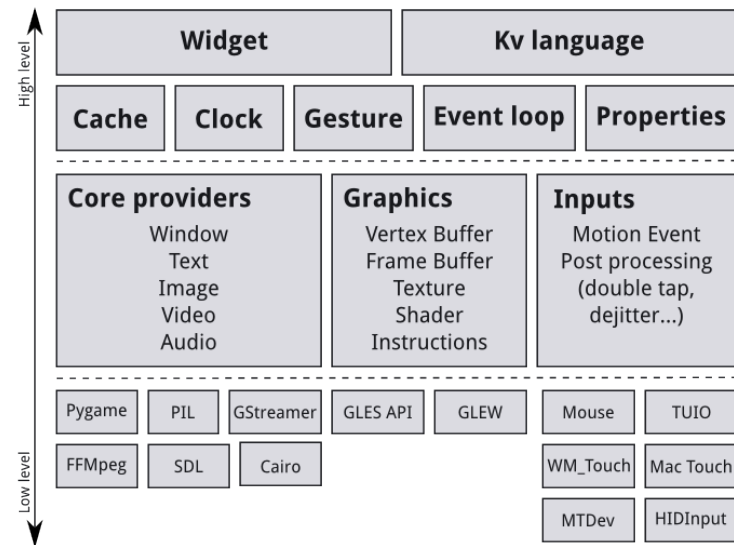 High level
Widget
Kv language
Cache
Clock
Gesture
Event loop
Properties
Core providers
Window
Text
Image
Video
Audio
Graphics
Vertex Buffer
Frame Buffer
Texture
Shader
Instructions
Inputs
Motion Event
Post processing
(double tap,
dejitter...)
Low level
Pygame
PIL
GStreamer
GLES API
GLEW
Mouse
TUIO
FFMpeg
SDL
Cairo
WM_Touch
Mac Touch
MTDev
HIDInput